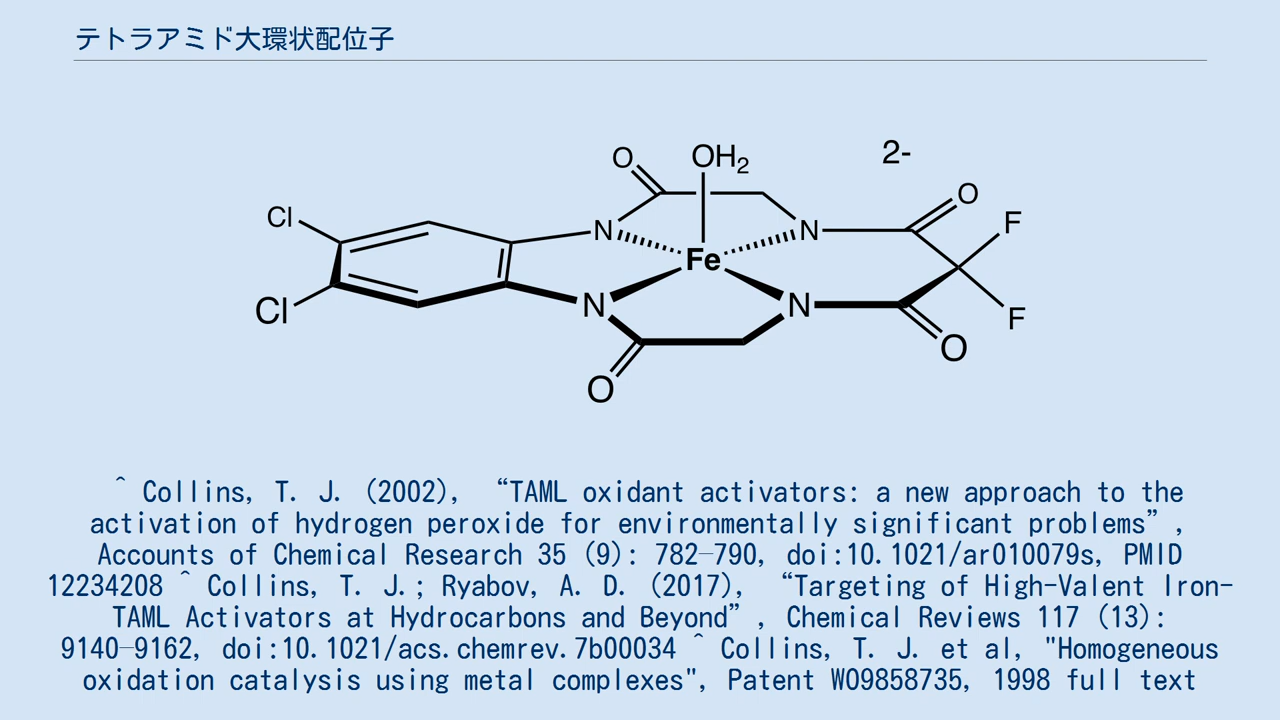 テトラアミド大環状配位子
O OH2 2- O
Cl N N F
Fe
Cl N N F
O O
^ Collins, T. J. (2002), “TAML oxidant activators: a new approach to the
activation of hydrogen peroxide for environmentally significant problems”,
Accounts of Chemical Research 35 (9): 782–790, doi:10.1021/ar010079s, PMID
12234208 ^ Collins, T. J.; Ryabov, A. D. (2017), “Targeting of High-Valent Iron-
TAML Activators at Hydrocarbons and Beyond”, Chemical Reviews 117 (13):
9140–9162, doi:10.1021/acs.chemrev.7b00034 ^ Collins, T. J. et al, "Homogeneous
oxidation catalysis using metal complexes", Patent WO9858735, 1998 full text